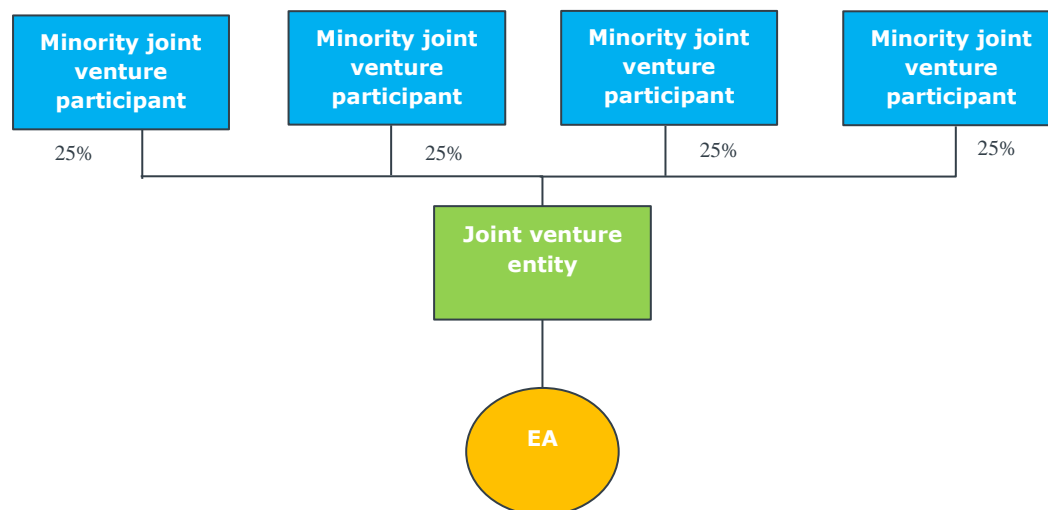 Minority joint
venture
participant
Minority joint
venture
participant
Minority joint
venture
participant
Minority joint
venture
participant
25%
25%
25%
25%
Joint venture
entity
EA